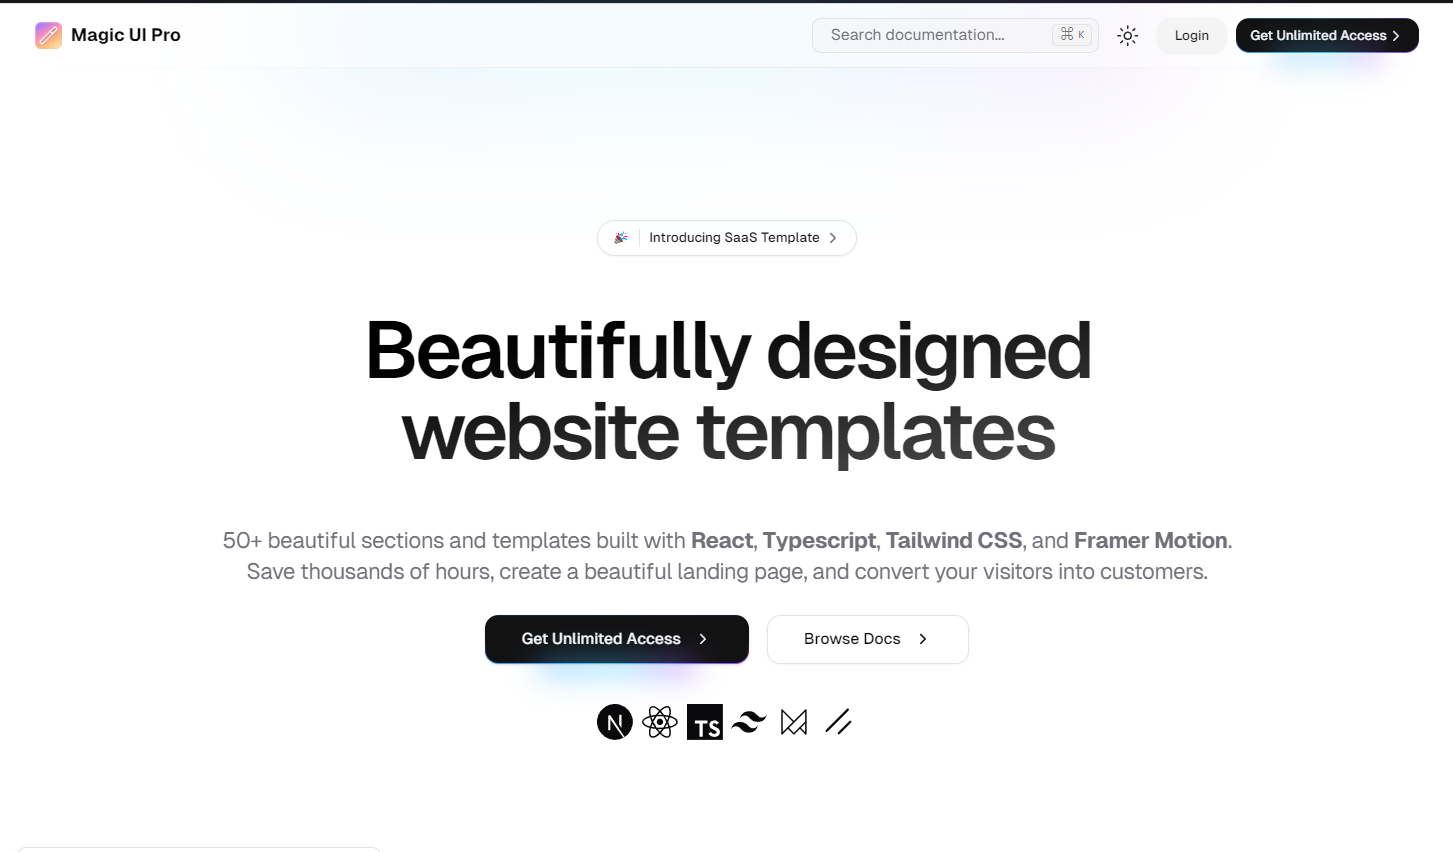 Magic UI Pro
Search documentation...
⌘ K
Login
Get Unlimited Access
Introducing SaaS Template
Beautifully designed
website templates
50+ beautiful sections and templates built with React, Typescript, Tailwind CSS, and Framer Motion.
Save thousands of hours, create a beautiful landing page, and convert your visitors into customers.
Get Unlimited Access
Browse Docs
N
TS